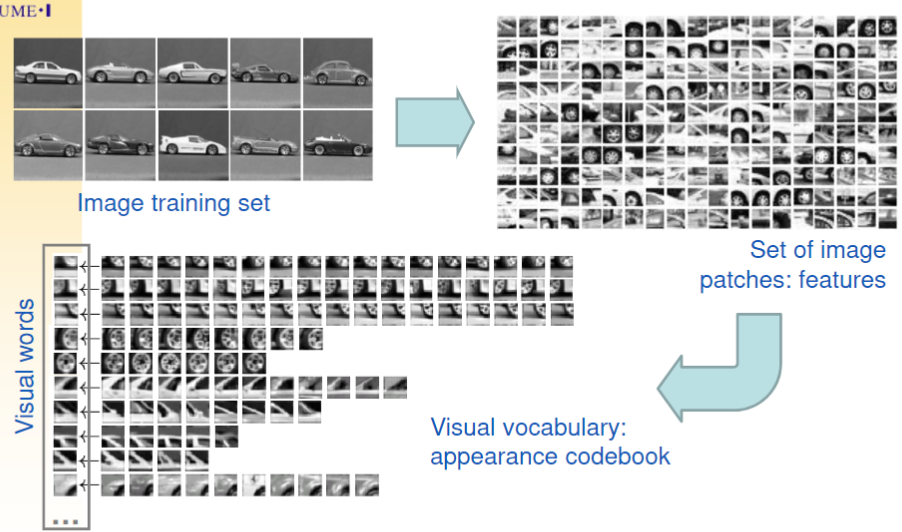 UME•I
Image training set
Set of image
patches: features
Visual words
Visual vocabulary:
appearance codebook
...